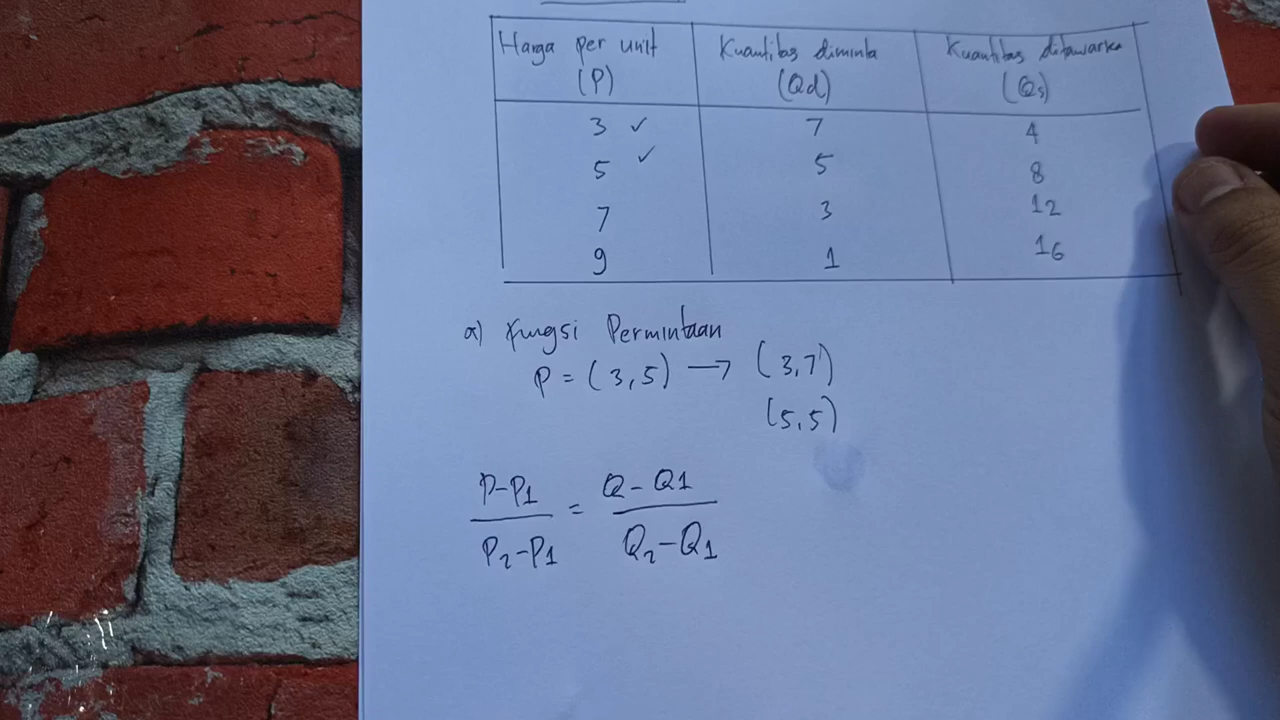 Harga per unit Kuantitas diminta Kuantitas ditawarka
(P) (Qd) (Qs)
3 ✓ 7 4
5 ✓ 5 8
7 3 12
9 1 16
a) Fungsi Permintaan
P = (3,5) → (3,7)
(5,5)
P-P1 = Q - Q1
P2-P1 Q2-Q1